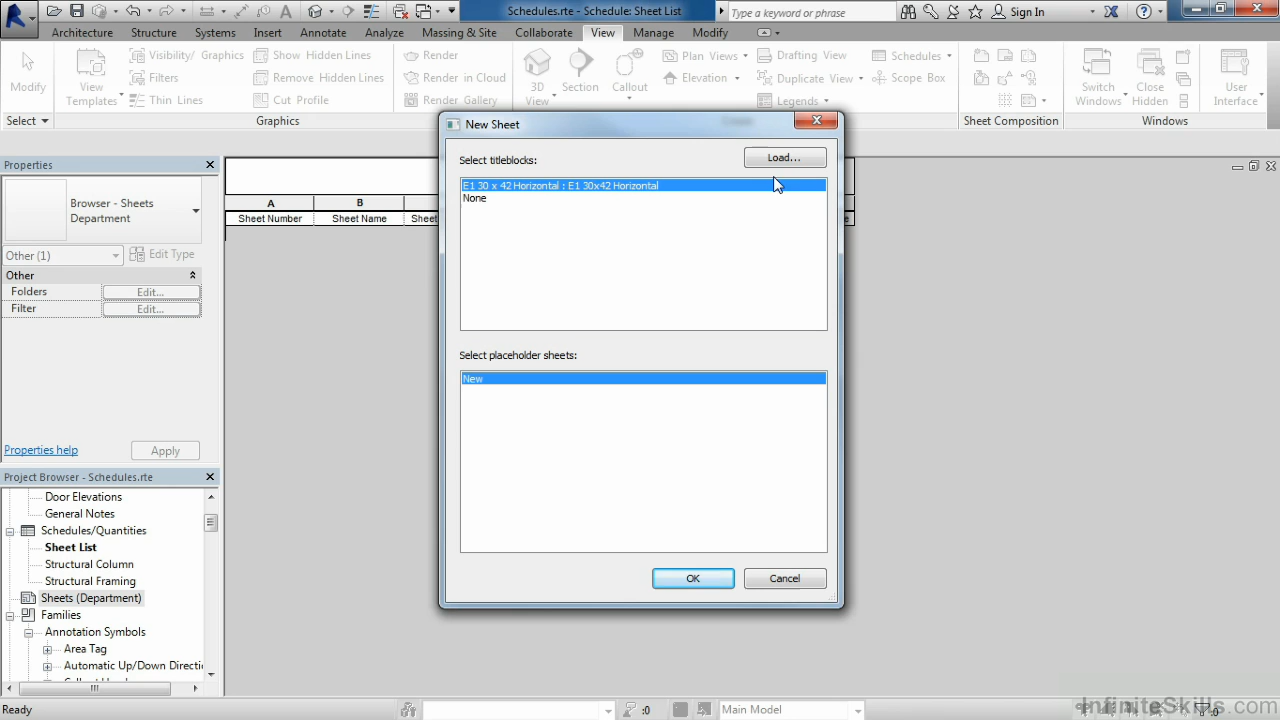 Schedules.rte - Schedule: Sheet List
Type a keyword or phrase
Sign In
Architecture Structure Systems Insert Annotate Analyze Massing & Site Collaborate View Manage Modify
Visibility/ Graphics
Show Hidden Lines
Render
Plan Views
Drafting View
Schedules
Filters
Remove Hidden Lines
Render in Cloud
Elevation
Duplicate View
Scope Box
Thin Lines
Cut Profile
Render Gallery
Legends
Modify
View
Templates
3D
View
Section
Callout
Switch
Windows
Close
Hidden
User
Interface
Select
Graphics
Sheet Composition
Windows
Properties
Browser - Sheets
Department
Other (1)
Edit Type
Other
Folders Edit...
Filter Edit...
Properties help
Apply
Project Browser - Schedules.rte
Door Elevations
General Notes
Schedules/Quantities
Sheet List
Structural Column
Structural Framing
Sheets (Department)
Families
Annotation Symbols
Area Tag
Automatic Up/Down Directi
A B
Sheet Number Sheet Name Sheet
New Sheet
Select titleblocks:
Load...
E1 30 x 42 Horizontal : E1 30x42 Horizontal
None
Select placeholder sheets:
New
OK
Cancel
Ready
:0
Main Model
:0
InfiniteSkills.com